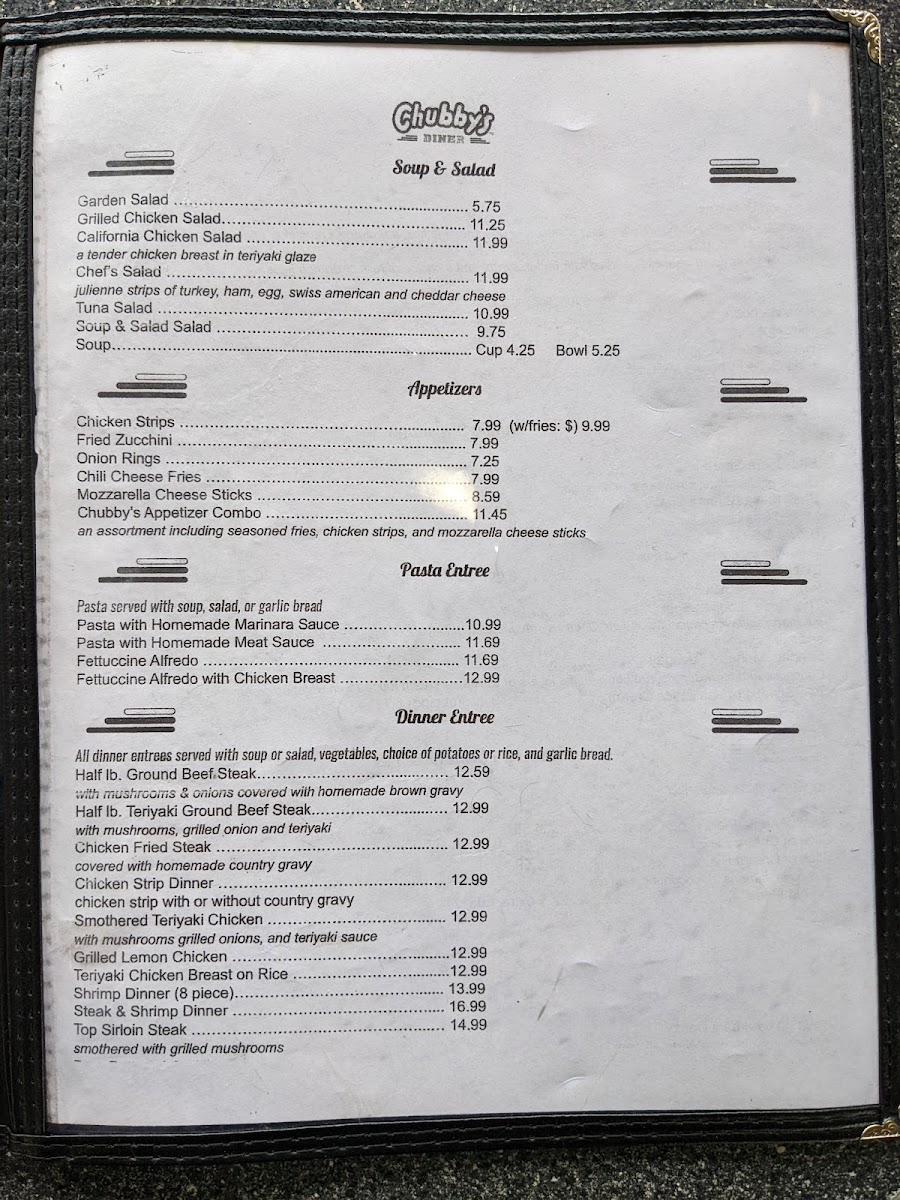 Chubby's
DINER
Soup & Salad
Garden Salad ........ 5.75
Grilled Chicken Salad........ 11.25
California Chicken Salad ........ 11.99
a tender chicken breast in teriyaki glaze
Chef's Salad ........ 11.99
julienne strips of turkey, ham, egg, swiss american and cheddar cheese
Tuna Salad ........ 10.99
Soup & Salad Salad ........ 9.75
Soup........ Cup 4.25 Bowl 5.25
Appetizers
Chicken Strips ........ 7.99 (w/fries: $) 9.99
Fried Zucchini ........ 7.99
Onion Rings ........ 7.25
Chili Cheese Fries ........ 7.99
Mozzarella Cheese Sticks ........ 8.59
Chubby's Appetizer Combo ........ 11.45
an assortment including seasoned fries, chicken strips, and mozzarella cheese sticks
Pasta Entree
Pasta served with soup, salad, or garlic bread
Pasta with Homemade Marinara Sauce ........10.99
Pasta with Homemade Meat Sauce ........ 11.69
Fettuccine Alfredo ........ 11.69
Fettuccine Alfredo with Chicken Breast ........12.99
Dinner Entree
All dinner entrees served with soup or salad, vegetables, choice of potatoes or rice, and garlic bread.
Half lb. Ground Beef Steak........ 12.59
with mushrooms & onions covered with homemade brown gravy
Half lb. Teriyaki Ground Beef Steak........ 12.99
with mushrooms, grilled onion and teriyaki
Chicken Fried Steak ........ 12.99
covered with homemade country gravy
Chicken Strip Dinner ........ 12.99
chicken strip with or without country gravy
Smothered Teriyaki Chicken ........ 12.99
with mushrooms grilled onions, and teriyaki sauce
Grilled Lemon Chicken ........12.99
Teriyaki Chicken Breast on Rice ........12.99
Shrimp Dinner (8 piece)........ 13.99
Steak & Shrimp Dinner ........ 16.99
Top Sirloin Steak ........ 14.99
smothered with grilled mushrooms